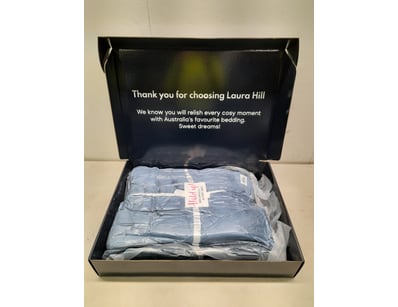 Thank you for choosing Laura Hill
We know you will relish every cosy moment
with Australia's favourite bedding.
Sweet dreams!